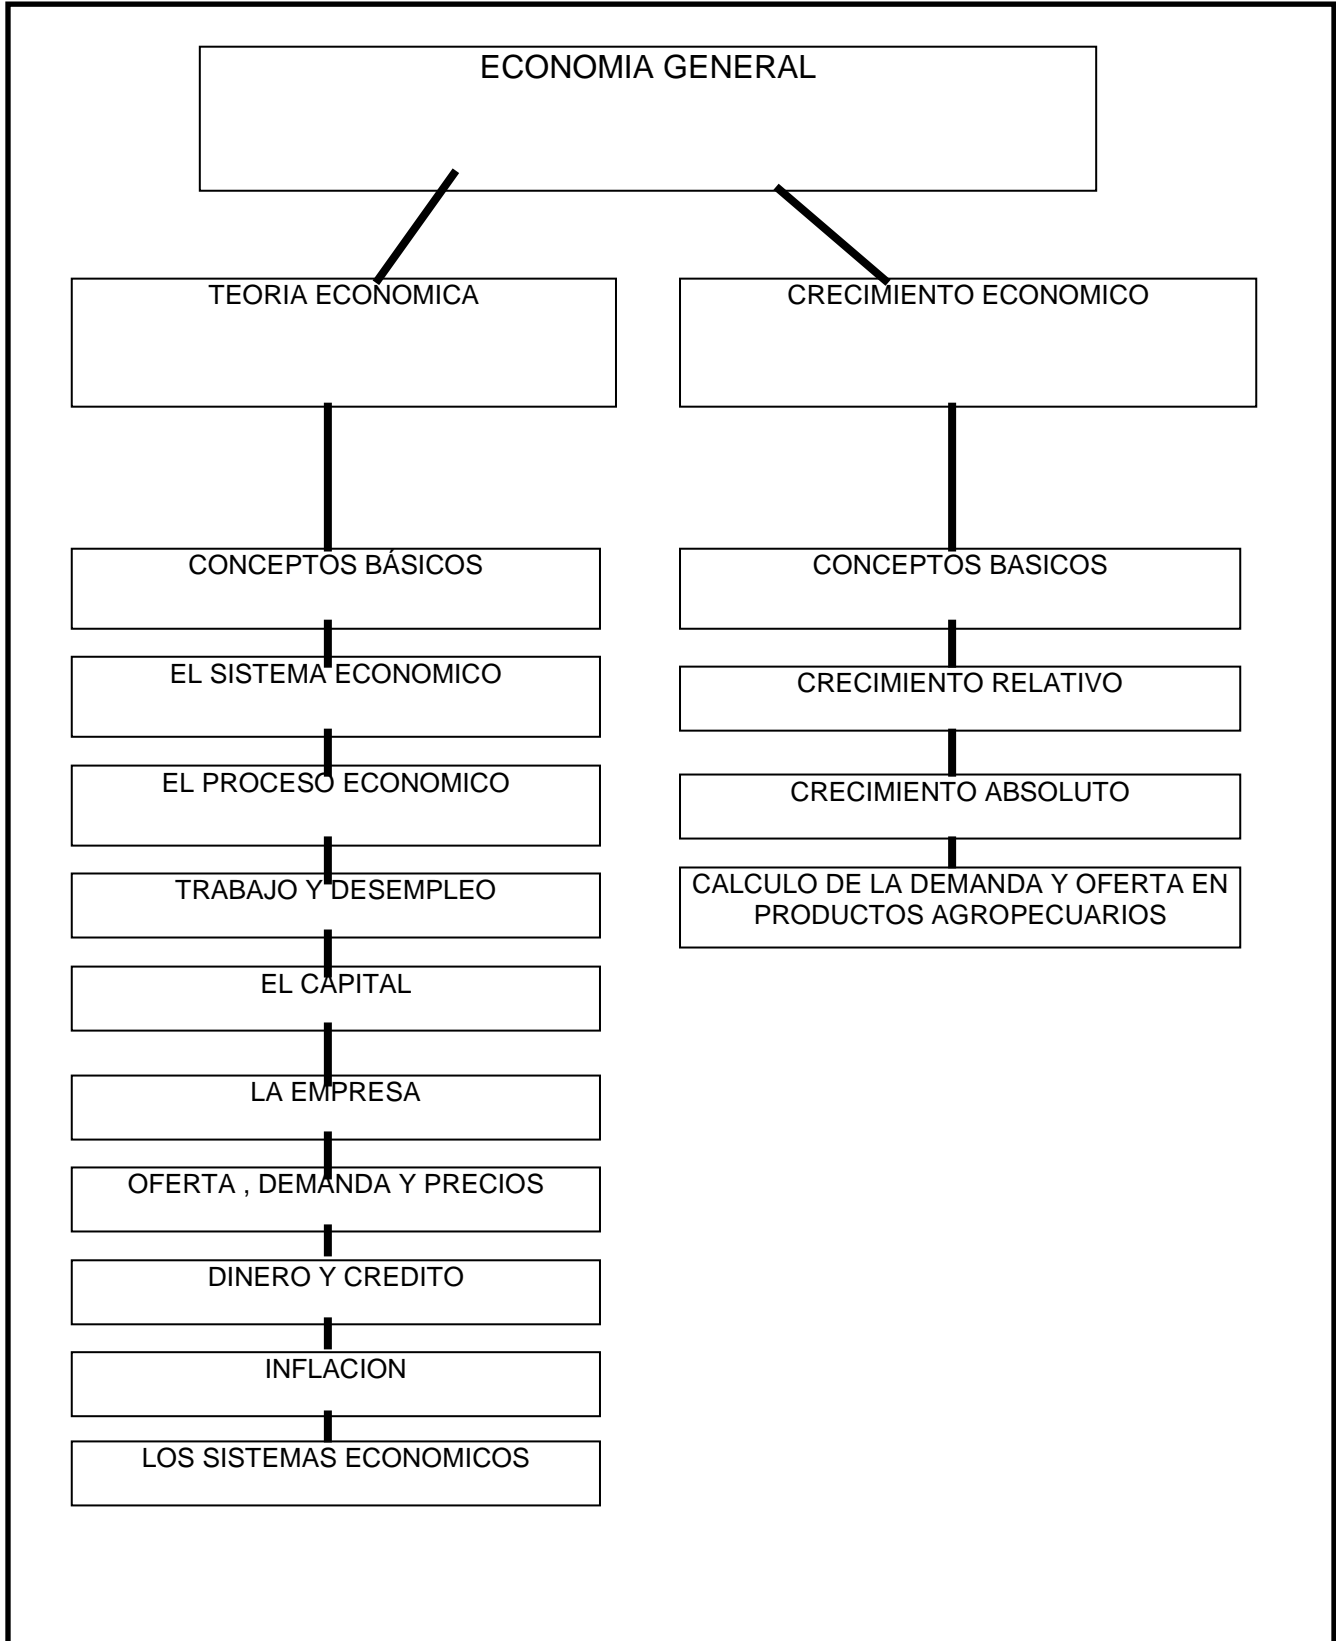 ECONOMIA GENERAL
TEORIA ECONOMICA
CRECIMIENTO ECONOMICO
CONCEPTOS BÁSICOS
EL SISTEMA ECONOMICO
EL PROCESO ECONOMICO
TRABAJO Y DESEMPLEO
EL CAPITAL
LA EMPRESA
OFERTA , DEMANDA Y PRECIOS
DINERO Y CREDITO
INFLACION
LOS SISTEMAS ECONOMICOS
CONCEPTOS BASICOS
CRECIMIENTO RELATIVO
CRECIMIENTO ABSOLUTO
CALCULO DE LA DEMANDA Y OFERTA EN
PRODUCTOS AGROPECUARIOS